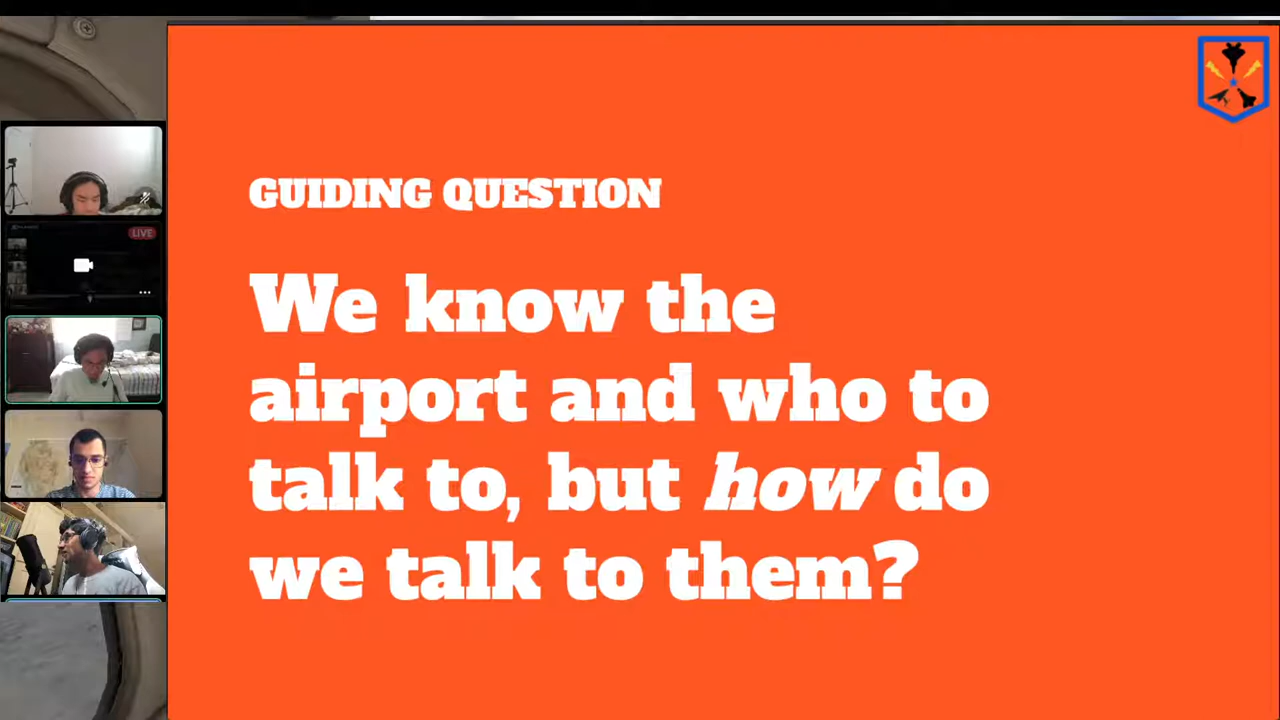 GUIDING QUESTION
We know the
airport and who to
talk to, but how do
we talk to them?
LIVE